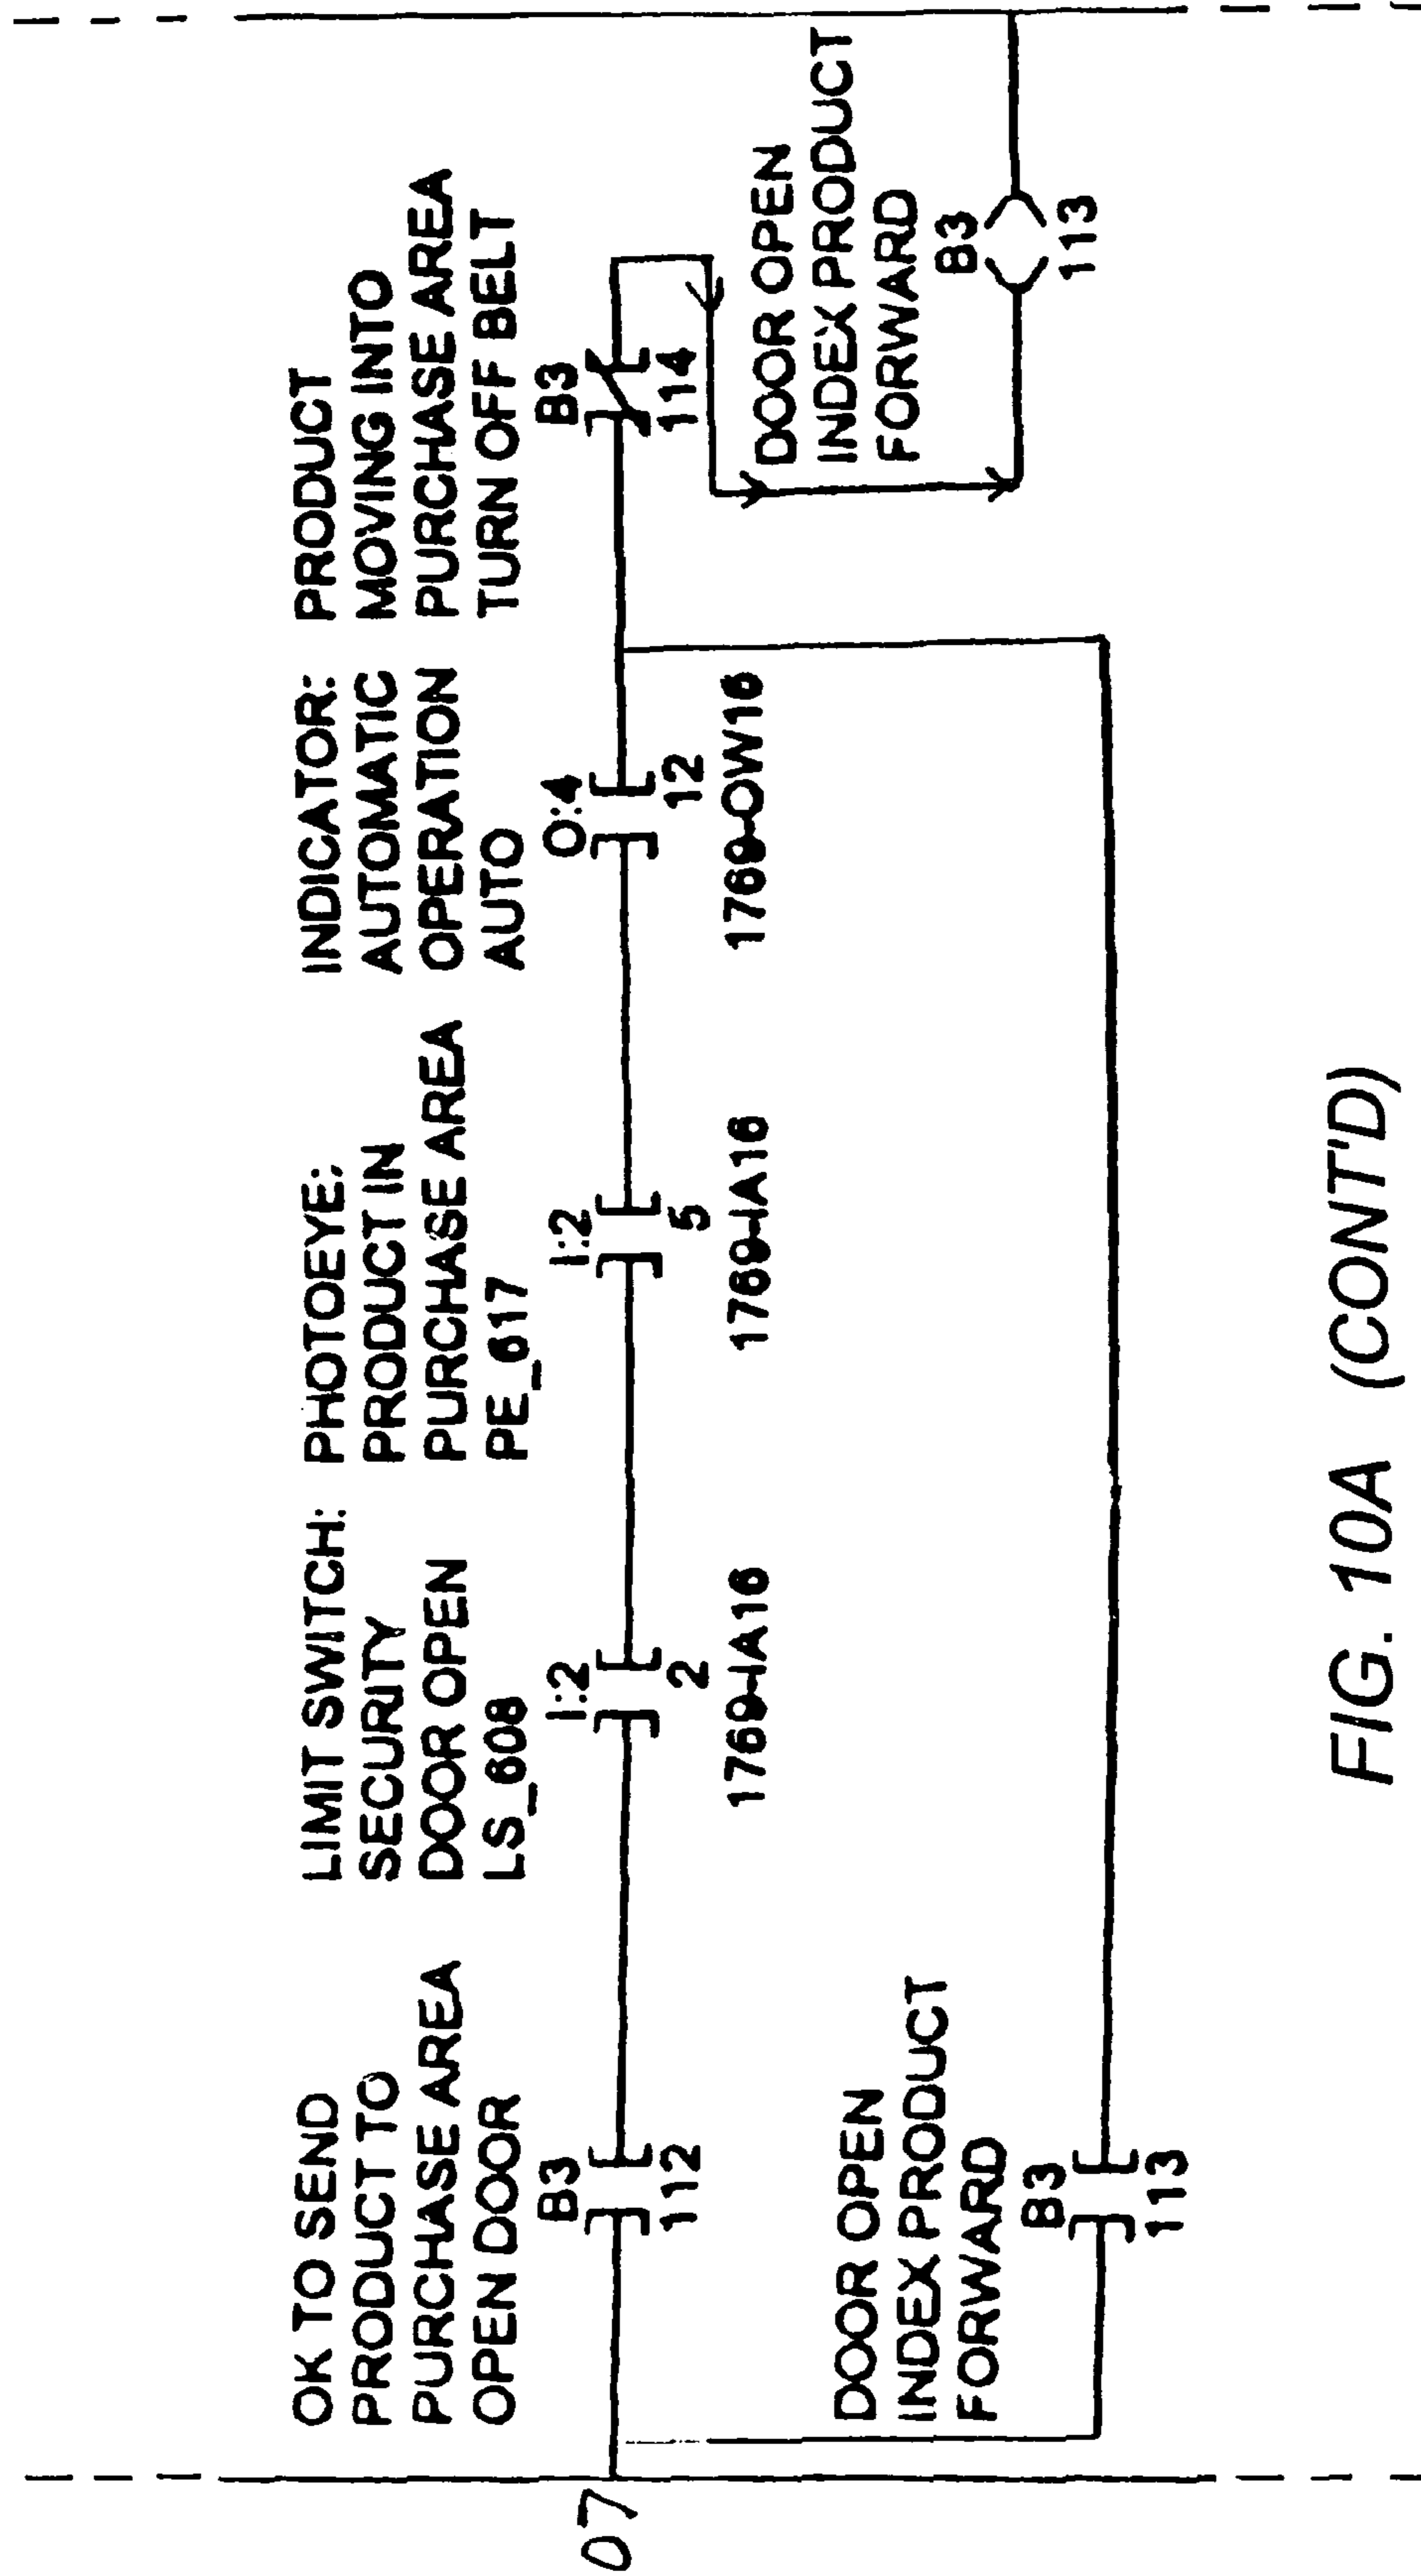 OK TO SEND
PRODUCT TO
PURCHASE AREA
OPEN DOOR
B3
112
LIMIT SWITCH:
SECURITY
DOOR OPEN
LS_608
I:2
2
1769-IA16
PHOTOEYE:
PRODUCT IN
PURCHASE AREA
PE_617
I:2
5
1769-IA16
INDICATOR:
AUTOMATIC
OPERATION
AUTO
O:4
12
1769-OW16
PRODUCT
MOVING INTO
PURCHASE AREA
TURN OFF BELT
B3
114
07
DOOR OPEN
INDEX PRODUCT
FORWARD
B3
113
DOOR OPEN
INDEX PRODUCT
FORWARD
B3
113
FIG. 10A (CONT'D)